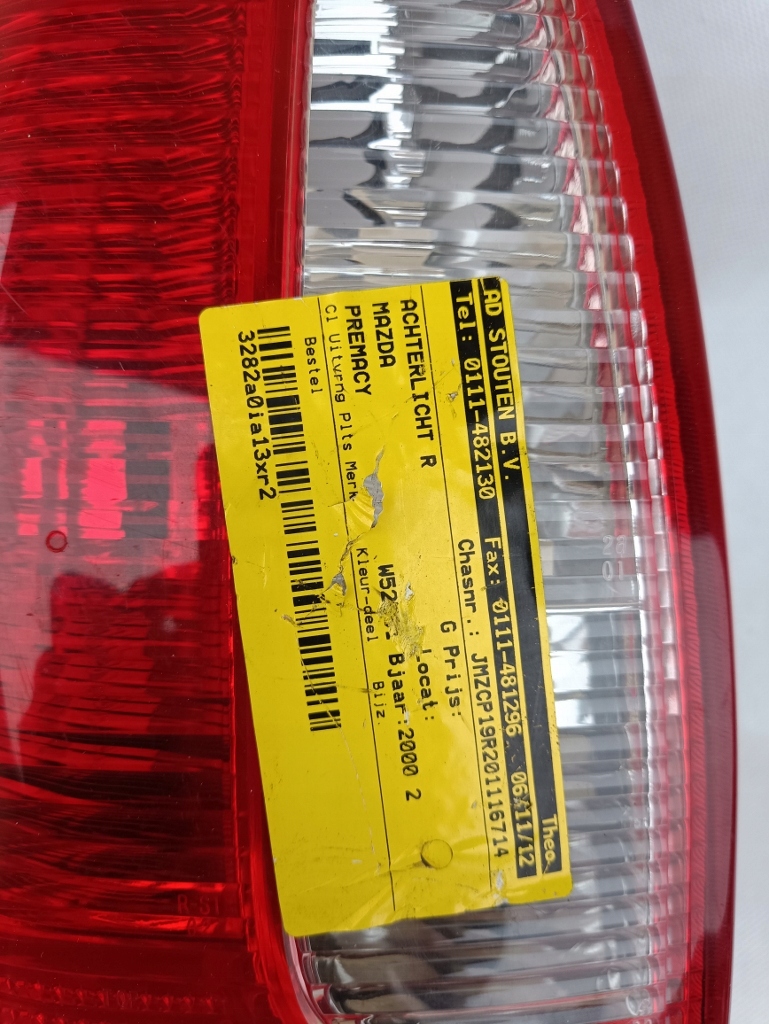 AD STOUTEN B.V. Theo
Tel: 0111-482130 Fax: 0111-481296 06/11/12
Chasnr.: JMZCP19R201116714
ACHTERLICHT R G Prijs:
MAZDA Locat:
PREMACY Bjaar:2000 2
Cl Uitvrng Plts Merk Kleur-deel Bijz.
Bestel
3282a0ia13xr2